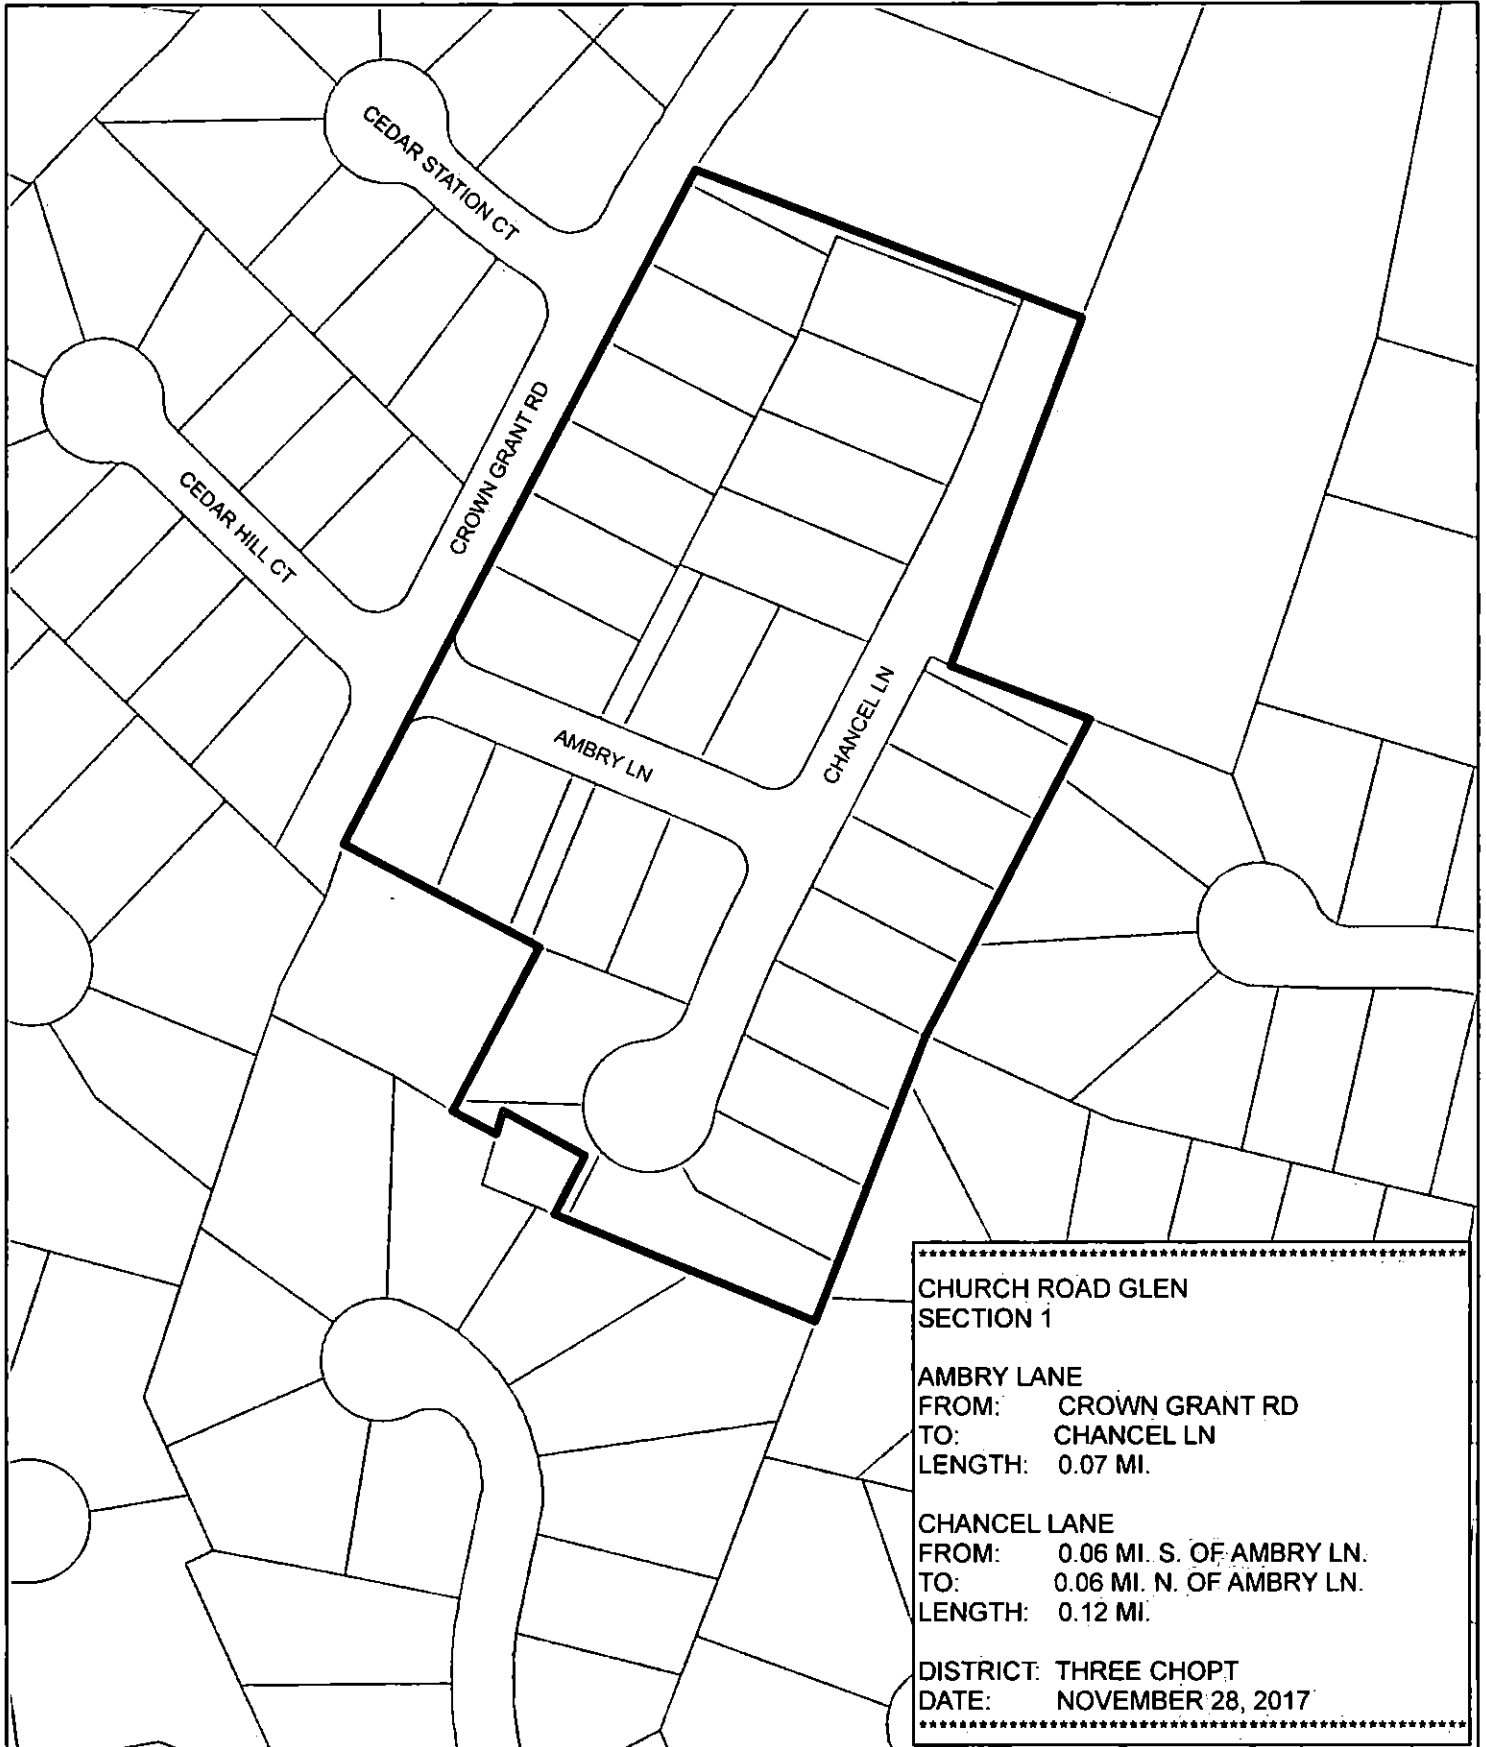 CEDAR STATION CT
CEDAR HILL CT
CROWN GRANT RD
AMBRY LN
CHANCEL LN
CHURCH ROAD GLEN
SECTION 1
AMBRY LANE
FROM: CROWN GRANT RD
TO: CHANCEL LN
LENGTH: 0.07 MI.
CHANCEL LANE
FROM: 0.06 MI. S. OF AMBRY LN.
TO: 0.06 MI. N. OF AMBRY LN.
LENGTH: 0.12 MI.
DISTRICT: THREE CHOPT
DATE: NOVEMBER 28, 2017